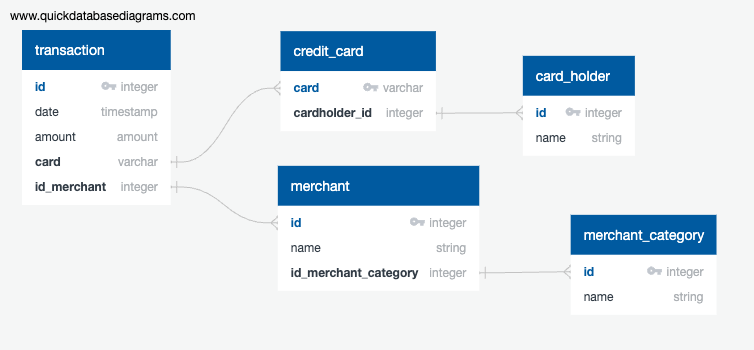 www.quickdatabasediagrams.com
transaction
id integer
date timestamp
amount amount
card varchar
id_merchant integer
credit_card
card varchar
cardholder_id integer
card_holder
id integer
name string
merchant
id integer
name string
id_merchant_category integer
merchant_category
id integer
name string